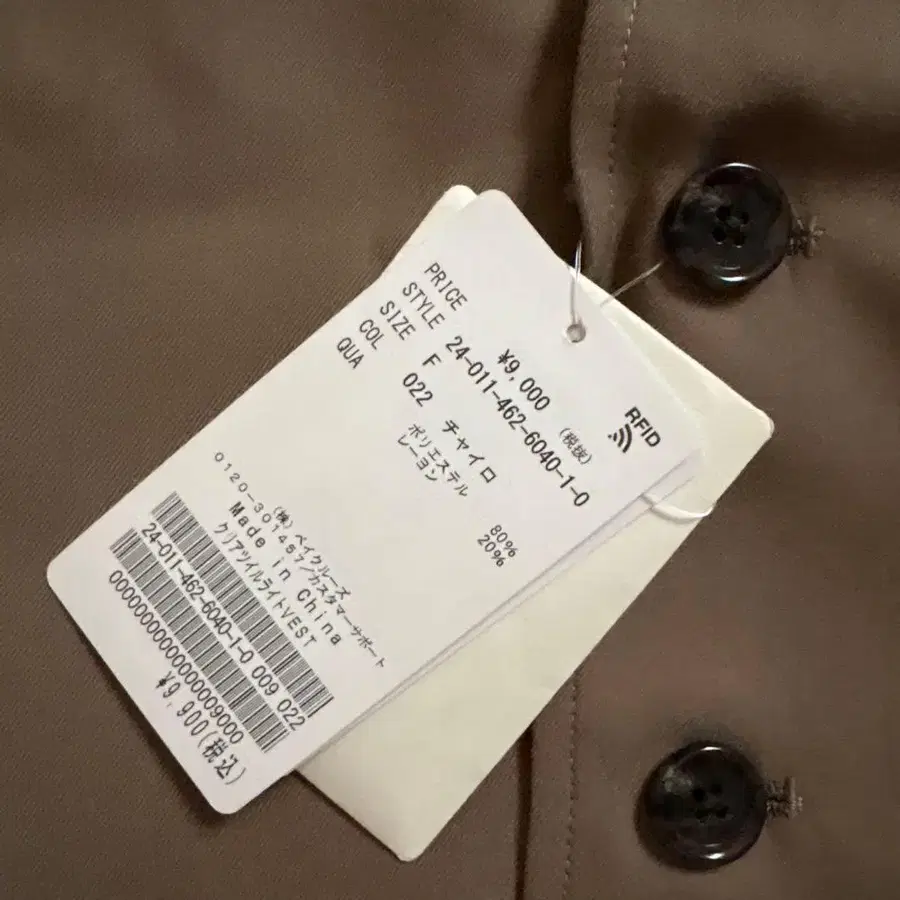 PRICE ¥9,000 (税抜)
STYLE 24-011-462-6040-1-0
SIZE F
COL 022 チャイロ
QUA ポリエステル 80%
レーヨン 20%
RFID
(株)ベイクルーズ
0120-301457/カスタマーサポート
Made in China
クリアツイルライトVEST
24-011-462-6040-1-0 009 022
0000000000000009000
¥9,900(税込)